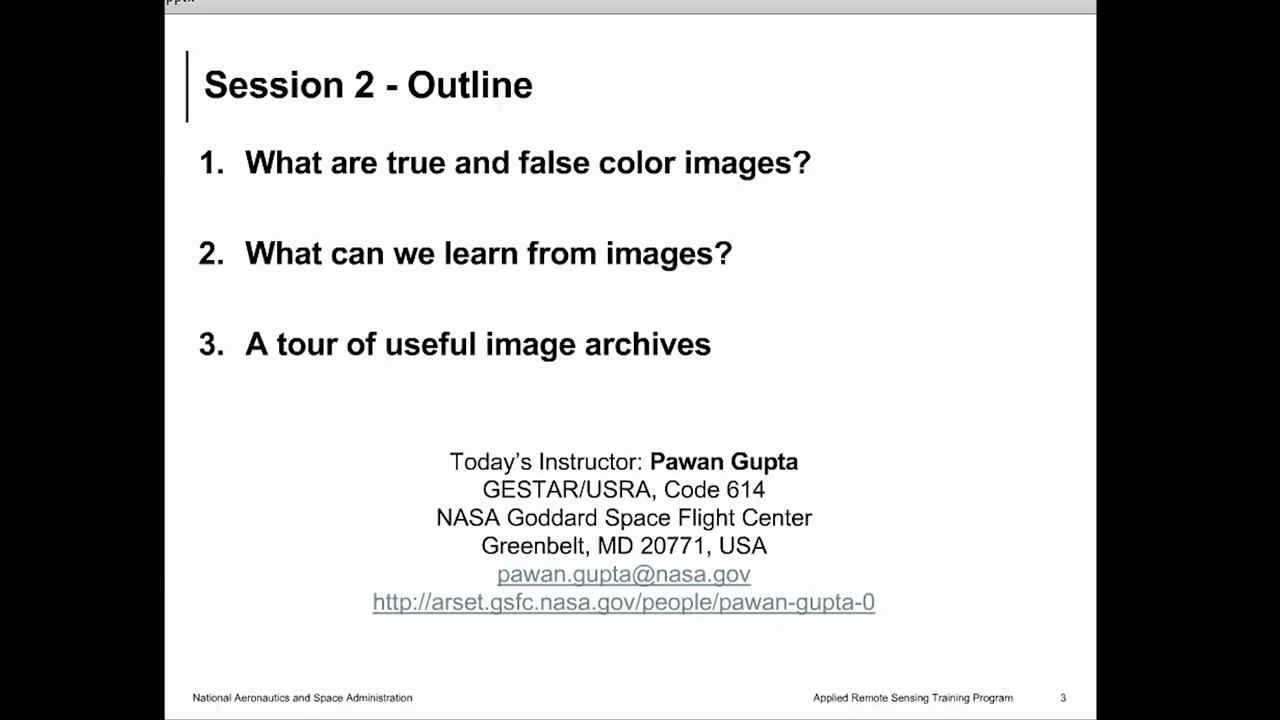 Session 2 - Outline
1. What are true and false color images?
2. What can we learn from images?
3. A tour of useful image archives
Today's Instructor: Pawan Gupta
GESTAR/USRA, Code 614
NASA Goddard Space Flight Center
Greenbelt, MD 20771, USA
pawan.gupta@nasa.gov
http://arset.gsfc.nasa.gov/people/pawan-gupta-0
National Aeronautics and Space Administration
Applied Remote Sensing Training Program 3